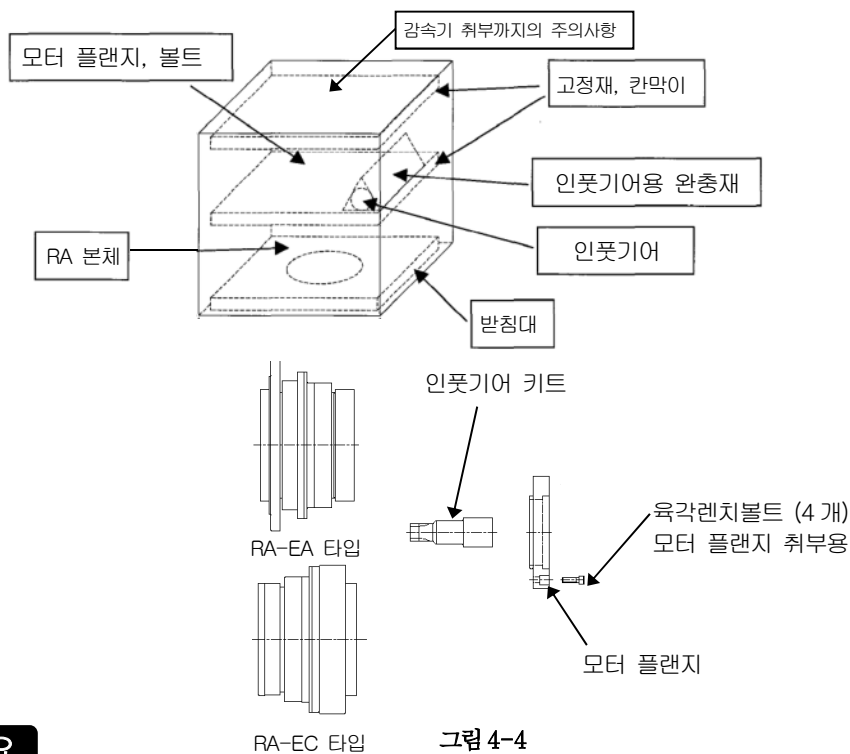 감속기 취부까지의 주의사항
모터 플랜지, 볼트
고정재, 칸막이
인풋기어용 완충재
인풋기어
RA 본체
받침대
인풋기어 키트
육각렌치볼트 (4 개)
모터 플랜지 취부용
RA-EA 타입
모터 플랜지
RA-EC 타입
그림 4-4